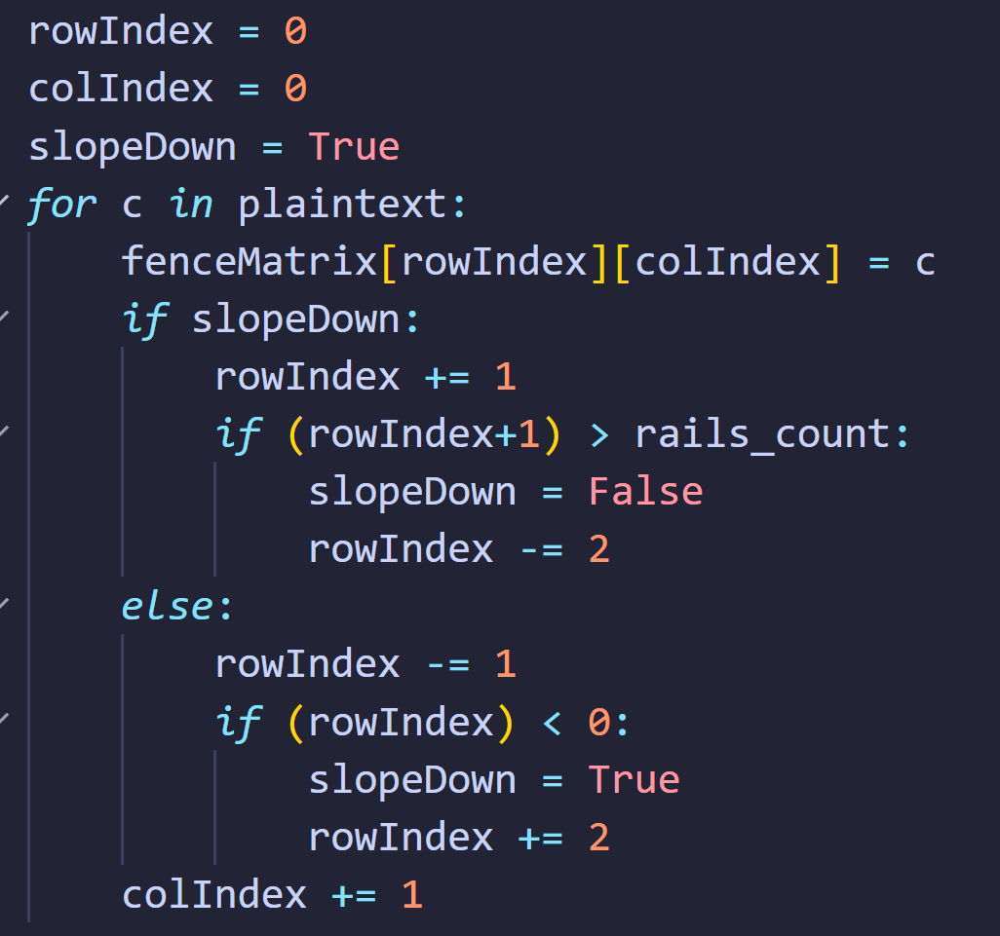 rowIndex = 0
colIndex = 0
slopeDown = True
for c in plaintext:
    fenceMatrix[rowIndex][colIndex] = c
    if slopeDown:
        rowIndex += 1
        if (rowIndex+1) > rails_count:
            slopeDown = False
            rowIndex -= 2
    else:
        rowIndex -= 1
        if (rowIndex) < 0:
            slopeDown = True
            rowIndex += 2
    colIndex += 1